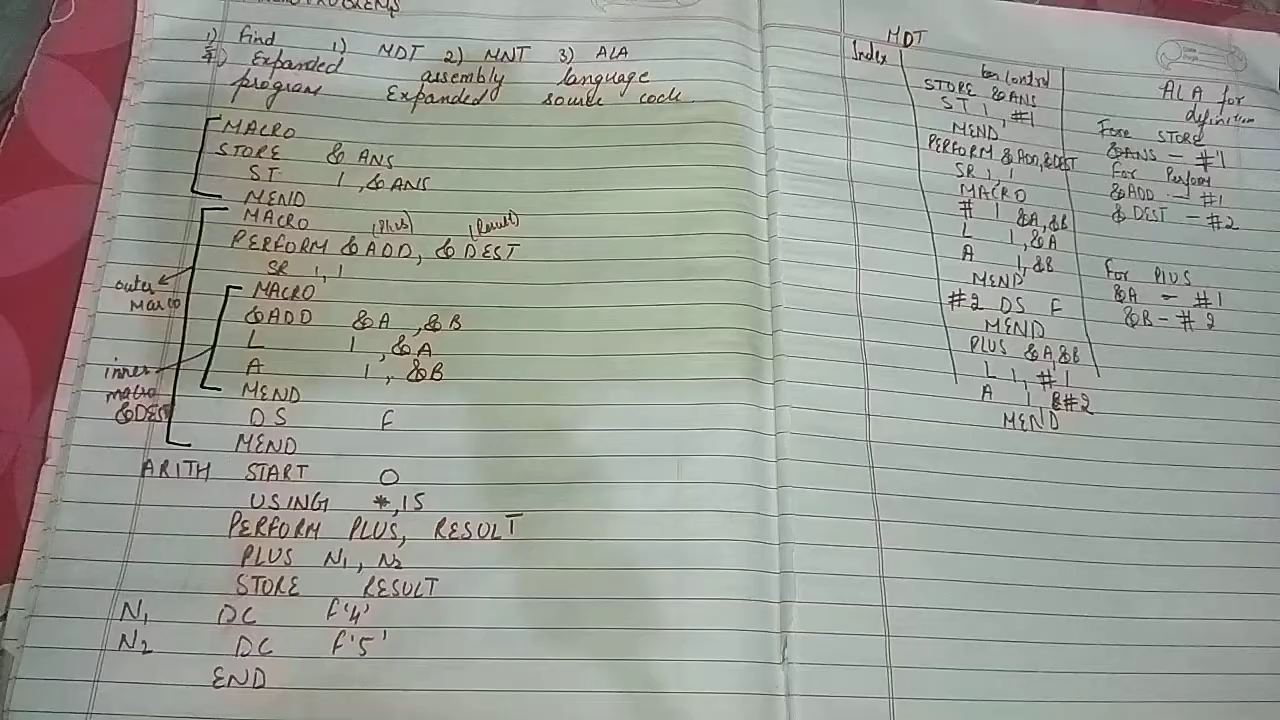 PROBLEMS
1) Find 1) MDT 2) MNT 3) ALA
4) Expanded assembly language
program Expanded source code.
MACRO
STORE &ANS
ST 1, &ANS
MEND
MACRO (Plus) (Result)
PERFORM &ADD, &DEST
SR 1, 1
outer
Marco
MACRO
&ADD &A, &B
L 1, &A
A 1, &B
inner
macro
MEND
&DEST DS F
MEND
ARITH START 0
USING *,15
PERFORM PLUS, RESULT
PLUS N1, N2
STORE RESULT
N1 DC F'4'
N2 DC F'5'
END
MDT
Index
STORE &ANS
ST 1, #1
MEND
PERFORM &ADD,&DEST
SR 1, 1
MACRO
# 1 &A,&B
L 1,&A
A 1,&B
MEND
#2 DS F
MEND
PLUS &A,&B
L 1, #1
A 1 #2
MEND
ALA for
definition
For STORE
&ANS - #1
For Perform
&ADD - #1
& DEST - #2
For PLUS
&A - #1
&B - # 2